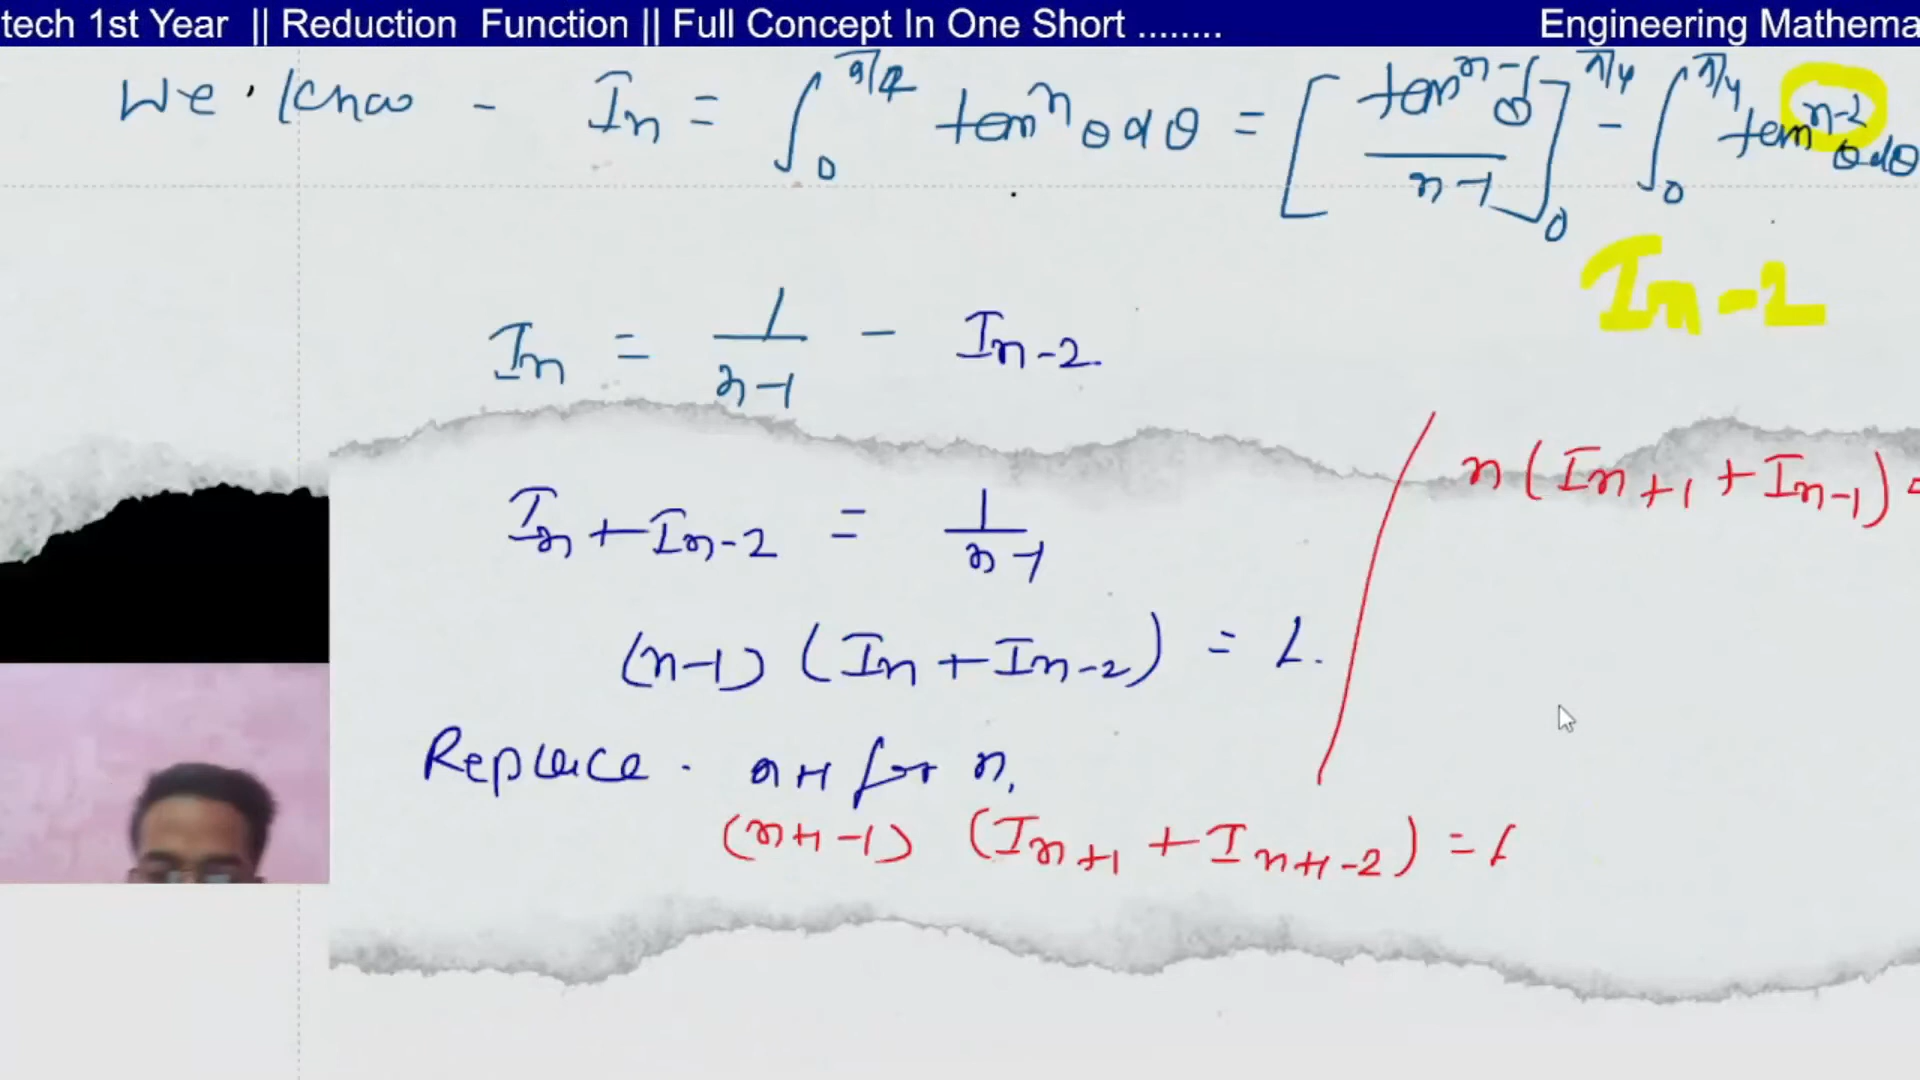 tech 1st Year || Reduction Function || Full Concept In One Short ........ Engineering Mathema
We know - In = ∫₀^π/4 tanⁿ θ dθ = [tanⁿ⁻¹ θ / n-1]₀^π/4 - ∫₀^π/4 tanⁿ⁻² θ dθ
In-2
In = 1/n-1 - In-2
In + In-2 = 1/n-1
n (In+1 + In-1) =
(n-1) (In + In-2) = 1.
Replace. n+1 for n,
(n+1-1) (In+1 + In+1-2) = 1